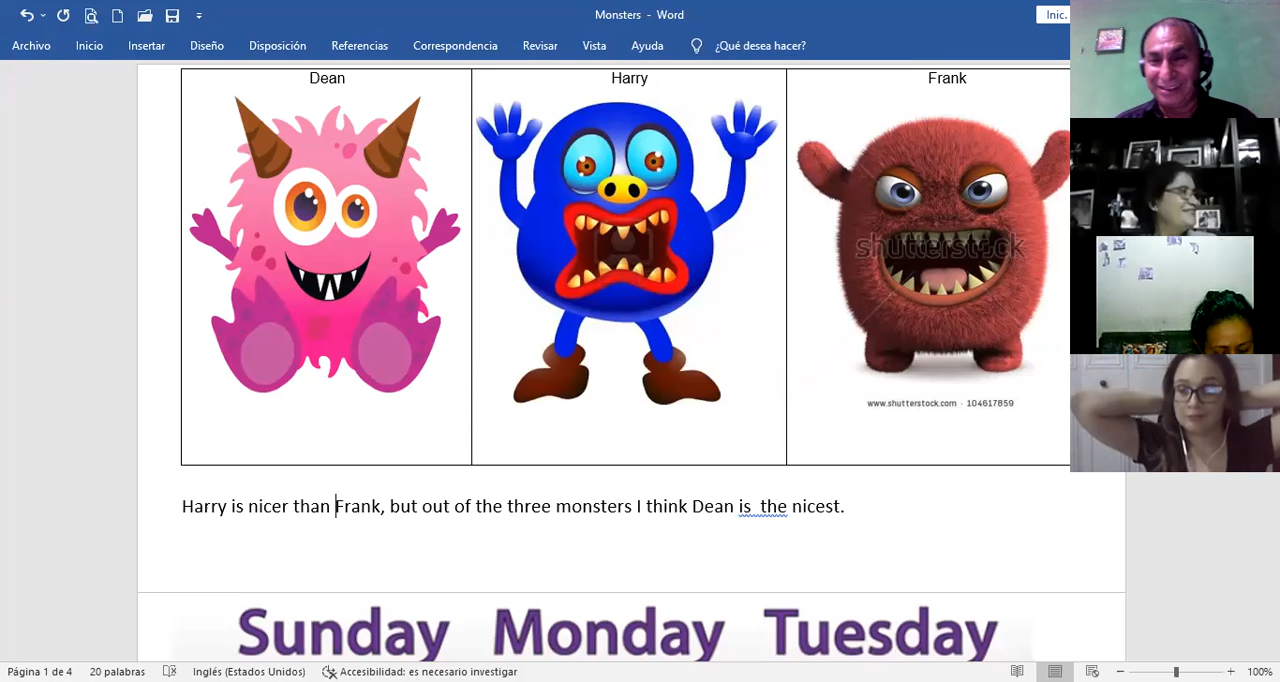 Monsters - Word
Inic.
Archivo Inicio Insertar Diseño Disposición Referencias Correspondencia Revisar Vista Ayuda ¿Qué desea hacer?
Dean Harry Frank
shutterstock
www.shutterstock.com · 104617859
Harry is nicer than Frank, but out of the three monsters I think Dean is  the nicest.
Sunday Monday Tuesday
Página 1 de 4 20 palabras Inglés (Estados Unidos) Accesibilidad: es necesario investigar 100%